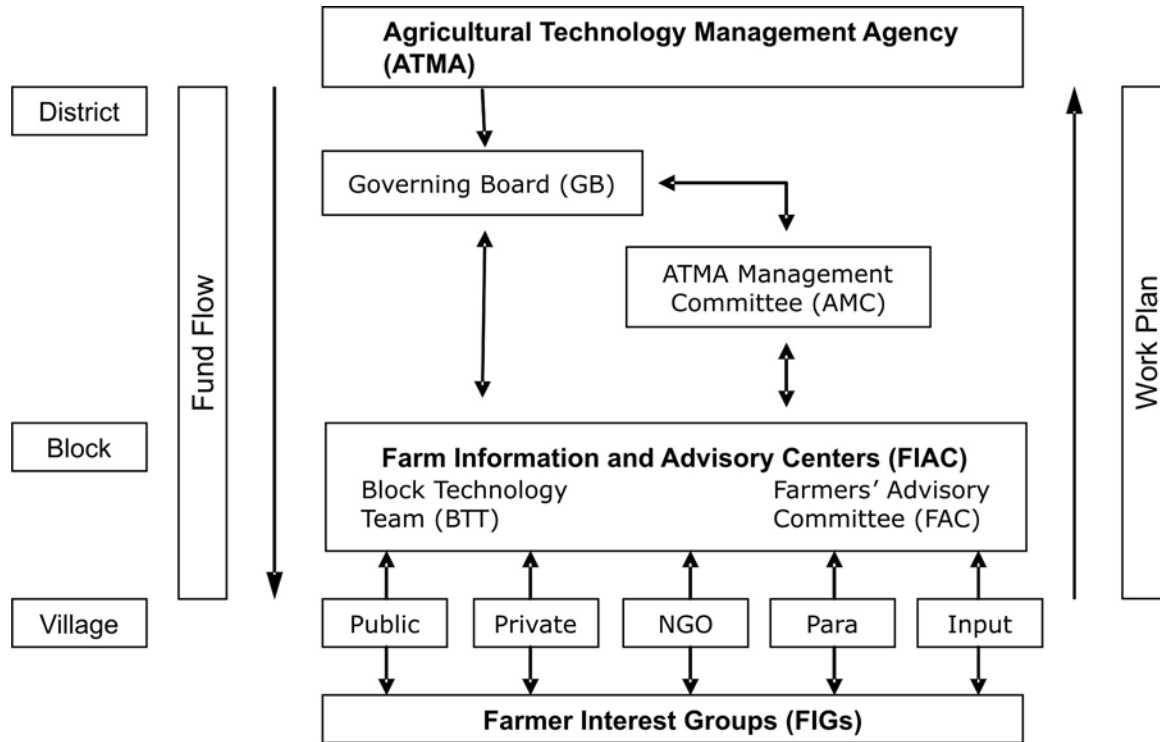 Agricultural Technology Management Agency
(ATMA)
District
Governing Board (GB)
Fund Flow
Work Plan
ATMA Management
Committee (AMC)
Block
Farm Information and Advisory Centers (FIAC)
Block Technology
Team (BTT)
Farmers’ Advisory
Committee (FAC)
Village
Public
Private
NGO
Para
Input
Farmer Interest Groups (FIGs)